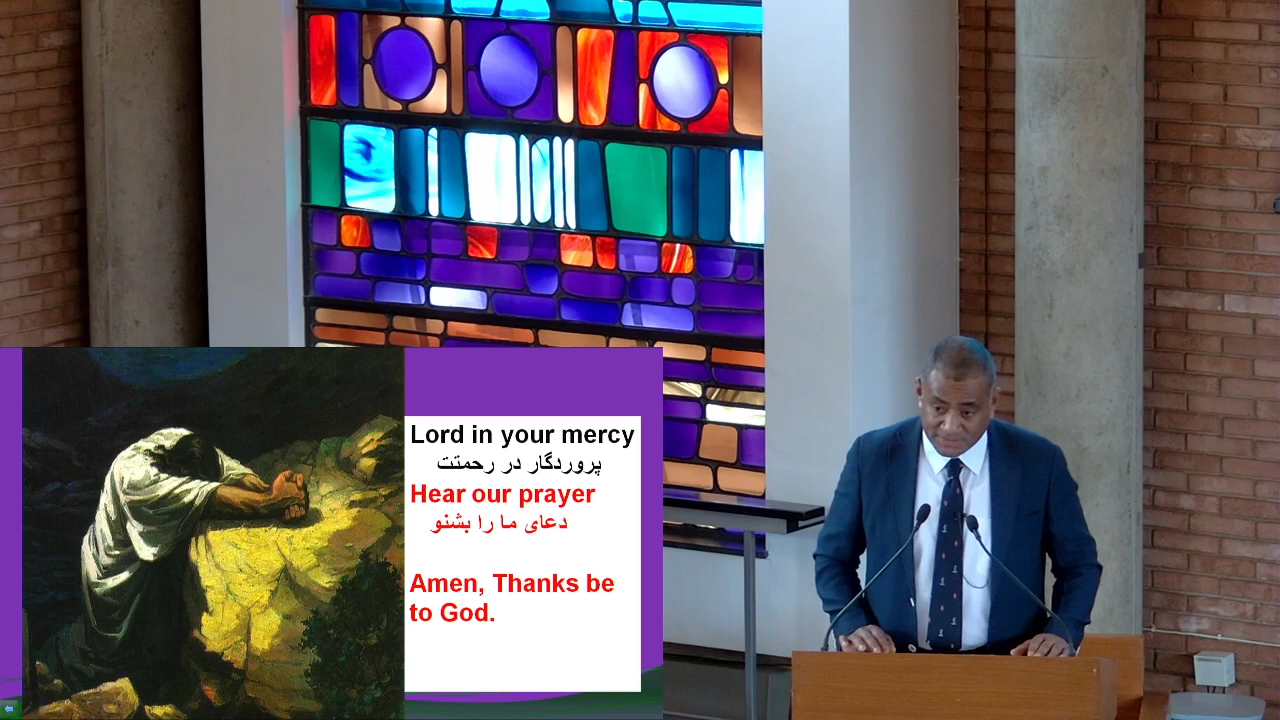 Lord in your mercy
پروردگار در رحمتت
Hear our prayer
دعای ما را بشنو
Amen, Thanks be
to God.